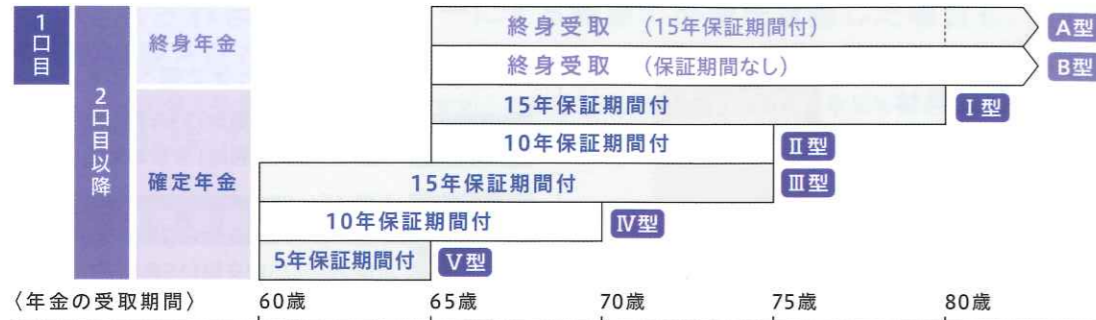 1口目
2口目以降
終身年金
終身受取 (15年保証期間付)
A型
終身受取 (保証期間なし)
B型
確定年金
15年保証期間付
Ⅰ型
10年保証期間付
Ⅱ型
15年保証期間付
Ⅲ型
10年保証期間付
Ⅳ型
5年保証期間付
Ⅴ型
〈年金の受取期間〉 60歳 65歳 70歳 75歳 80歳